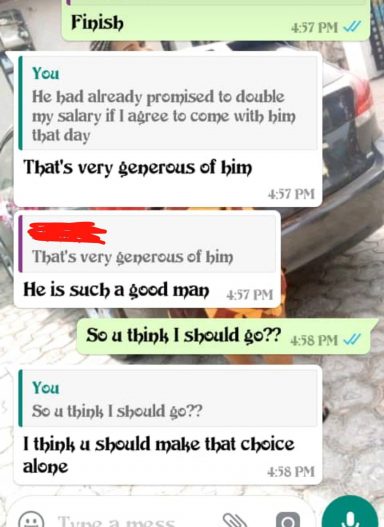 Finish
4:57 PM
You
He had already promised to double
my salary if I agree to come with him
that day
That's very generous of him
4:57 PM
That's very generous of him
He is such a good man 4:57 PM
So u think I should go?? 4:58 PM
You
So u think I should go??
I think u should make that choice
alone
4:58 PM
Type a mess